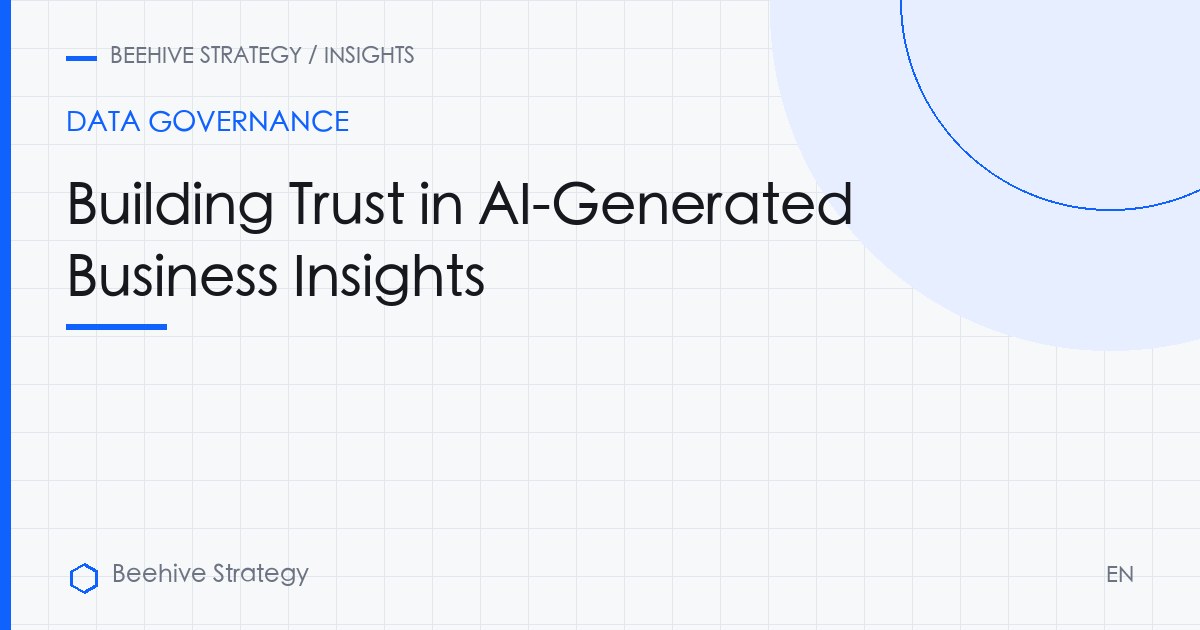 BEEHIVE STRATEGY / INSIGHTS
DATA GOVERNANCE
Building Trust in AI-Generated
Business Insights
Beehive Strategy
EN